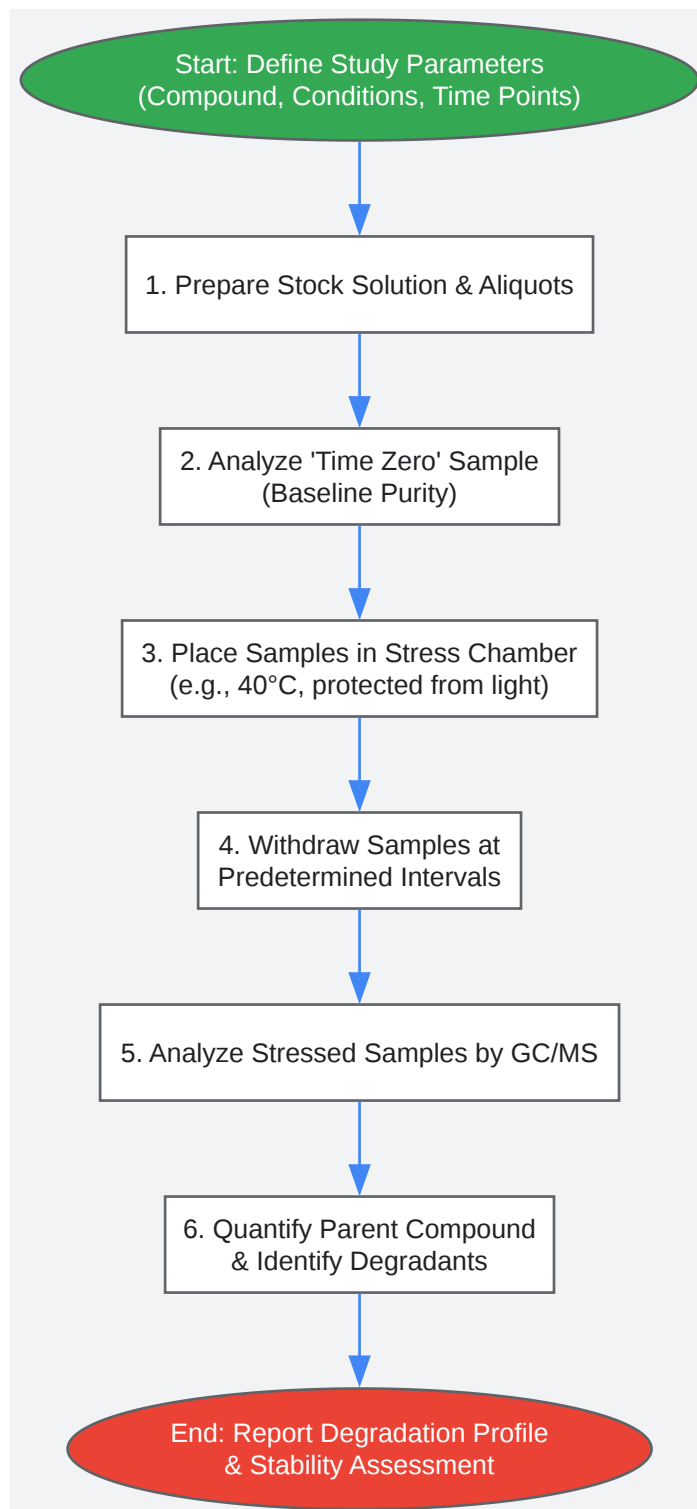 Start: Define Study Parameters
(Compound, Conditions, Time Points)
1. Prepare Stock Solution & Aliquots
2. Analyze 'Time Zero' Sample
(Baseline Purity)
3. Place Samples in Stress Chamber
(e.g., 40°C, protected from light)
4. Withdraw Samples at
Predetermined Intervals
5. Analyze Stressed Samples by GC/MS
6. Quantify Parent Compound
& Identify Degradants
End: Report Degradation Profile
& Stability Assessment